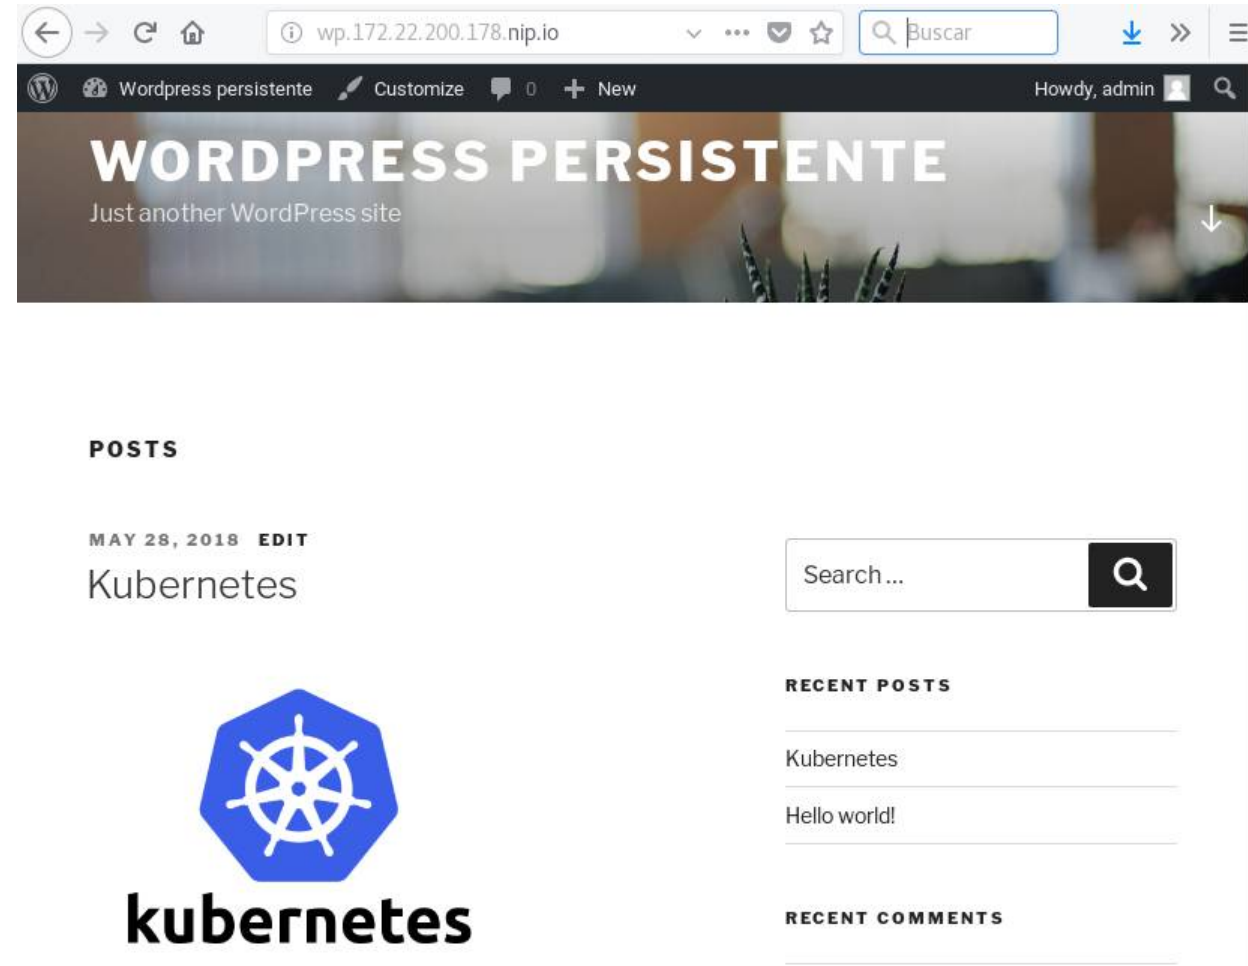 wp.172.22.200.178.nip.io
Buscar
Wordpress persistente Customize 0 New Howdy, admin
WORDPRESS PERSISTENTE
Just another WordPress site
POSTS
MAY 28, 2018 EDIT
Kubernetes
kubernetes
Search …
RECENT POSTS
Kubernetes
Hello world!
RECENT COMMENTS